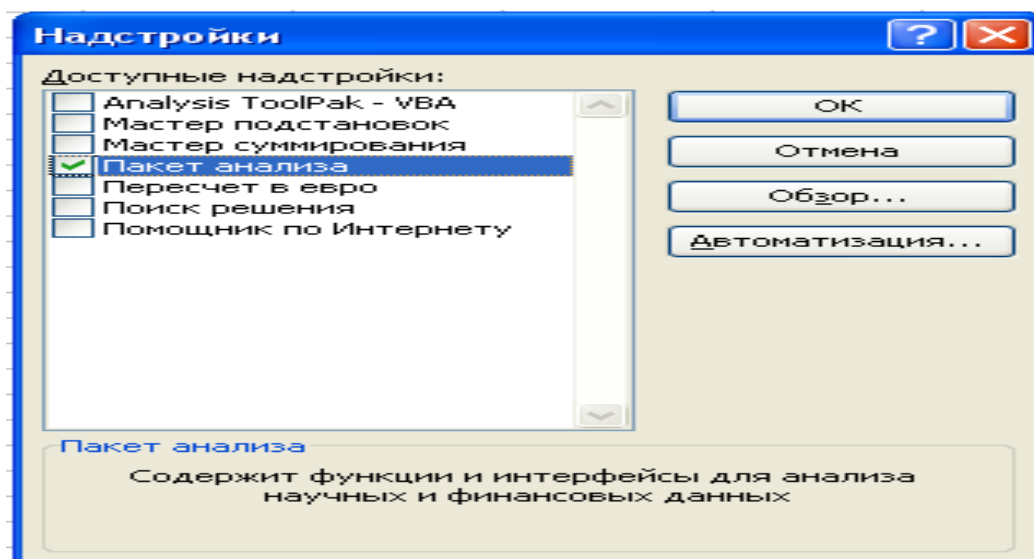 Надстройки
Доступные надстройки:
Analysis ToolPak - VBA
Мастер подстановок
Мастер суммирования
Пакет анализа
Пересчет в евро
Поиск решения
Помощник по Интернету
ОК
Отмена
Обзор...
Автоматизация...
Пакет анализа
Содержит функции и интерфейсы для анализа
научных и финансовых данных